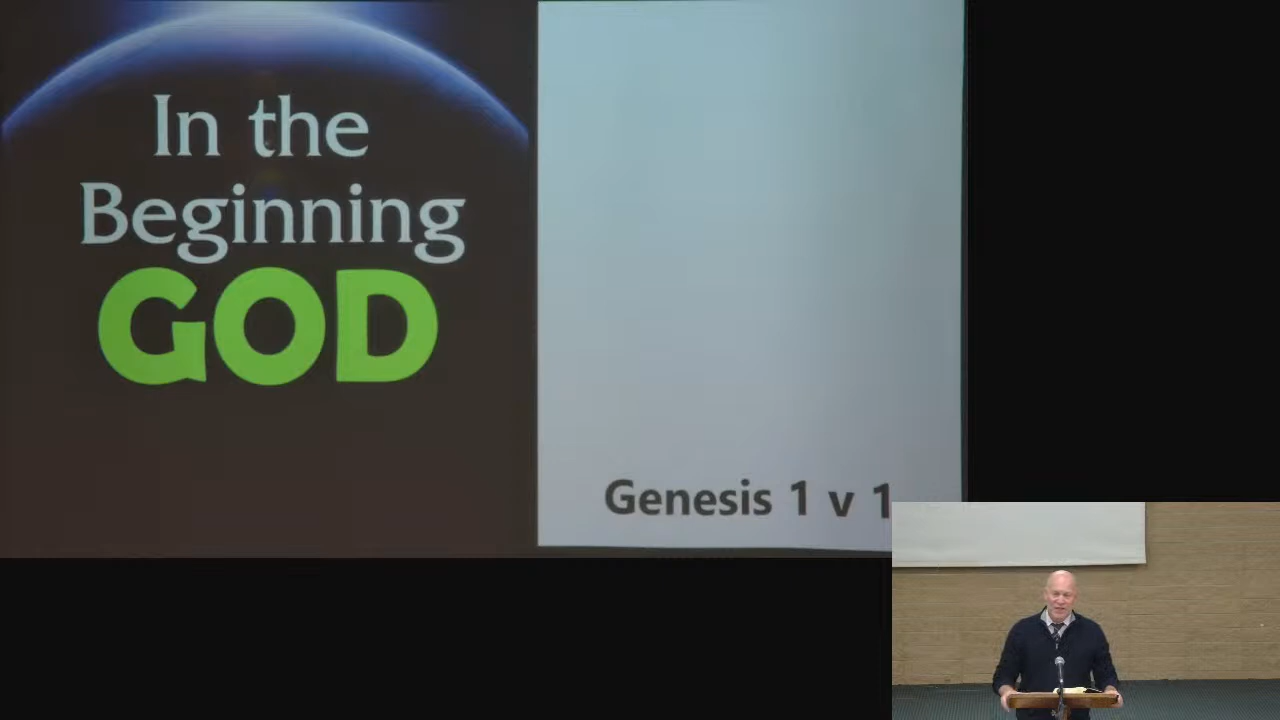 In the
Beginning
GOD
Genesis 1 v 1